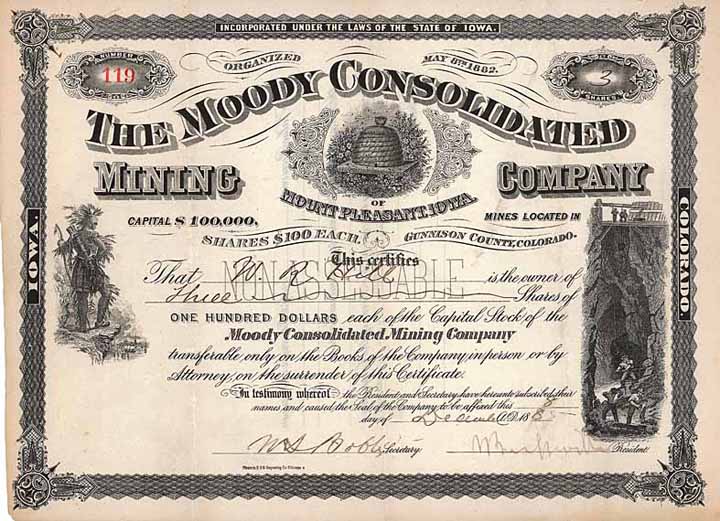 INCORPORATED UNDER THE LAWS OF THE STATE OF IOWA.
NUMBER
119
ORGANIZED MAY 8TH 1882.
3
SHARES
THE MOODY CONSOLIDATED
MINING COMPANY
OF
MOUNT PLEASANT, IOWA.
CAPITAL $ 100,000,
MINES LOCATED IN
SHARES $100 EACH.
GUNNISON COUNTY, COLORADO.
IOWA.
COLORADO
This certifies
NON ASSESSABLE
That W R Hill is the owner of
Three Shares of
ONE HUNDRED DOLLARS each of the Capital Stock of the
Moody Consolidated Mining Company
transferable only on the Books of the Company in person or by
Attorney, on the surrender of this Certificate.
In testimony whereof the President and Secretary have hereunto subscribed their
names and caused the Seal of the Company to be affixed this
day of A.D. 188
Secretary
President